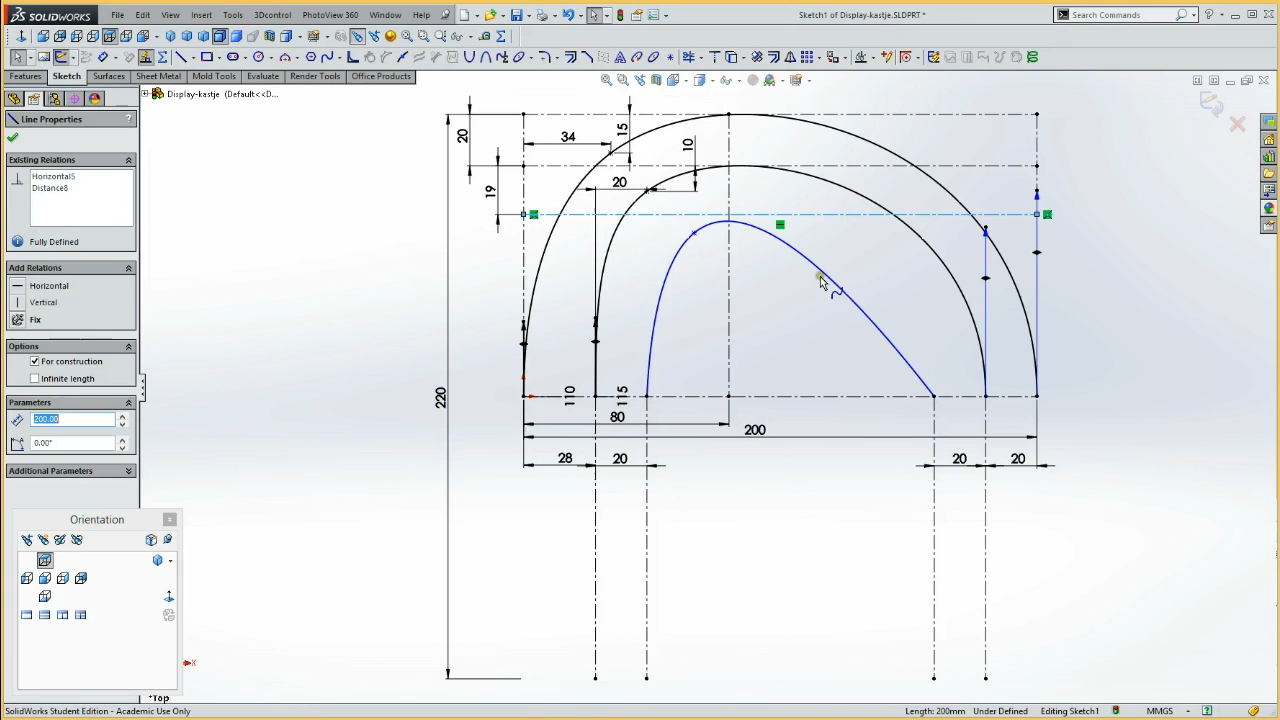 SOLIDWORKS File Edit View Insert Tools 3Dcontrol PhotoView 360 Window Help Sketch1 of Display-kastje.SLDPRT * Search Commands
Features Sketch Surfaces Sheet Metal Mold Tools Evaluate Render Tools Office Products
Display-kastje (Default<<D...
Line Properties ?
Existing Relations
Horizontal5
Distance8
Fully Defined
Add Relations
Horizontal
Vertical
Fix
Options
For construction
Infinite length
Parameters
200.00
0.00°
Additional Parameters
Orientation
20
34
15
10
19
20
220
110
115
80
200
28
20
20
20
X
*Top
SolidWorks Student Edition - Academic Use Only
Length: 200mm Under Defined Editing Sketch1 MMGS ?